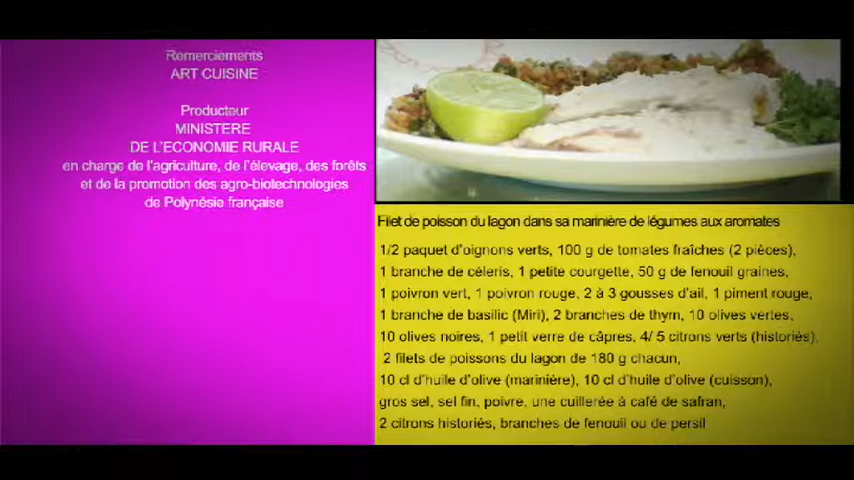 Remerciements
ART CUISINE
Producteur
MINISTERE
DE L'ECONOMIE RURALE
en charge de l'agriculture, de l'élevage, des forêts
et de la promotion des agro-biotechnologies
de Polynésie française
Filet de poisson du lagon dans sa marinière de légumes aux aromates
1/2 paquet d'oignons verts, 100 g de tomates fraîches (2 pièces),
1 branche de céleris, 1 petite courgette, 50 g de fenouil graines,
1 poivron vert, 1 poivron rouge, 2 à 3 gousses d'ail, 1 piment rouge,
1 branche de basilic (Miri), 2 branches de thym, 10 olives vertes,
10 olives noires, 1 petit verre de câpres, 4/ 5 citrons verts (historiés),
2 filets de poissons du lagon de 180 g chacun,
10 cl d'huile d'olive (marinière), 10 cl d'huile d'olive (cuisson),
gros sel, sel fin, poivre, une cuillerée à café de safran,
2 citrons historiés, branches de fenouil ou de persil